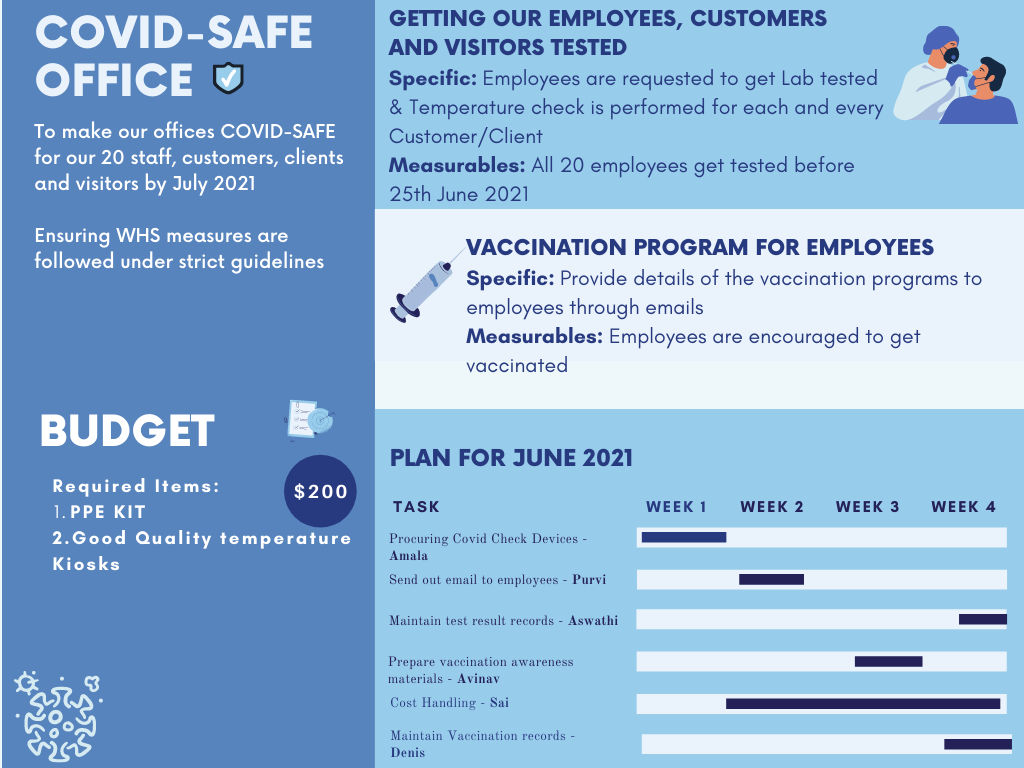 COVID-SAFE
OFFICE
To make our offices COVID-SAFE
for our 20 staff, customers, clients
and visitors by July 2021
Ensuring WHS measures are
followed under strict guidelines
BUDGET
$200
Required Items:
1. PPE KIT
2.Good Quality temperature
Kiosks
GETTING OUR EMPLOYEES, CUSTOMERS
AND VISITORS TESTED
Specific: Employees are requested to get Lab tested
& Temperature check is performed for each and every
Customer/Client
Measurables: All 20 employees get tested before
25th June 2021
VACCINATION PROGRAM FOR EMPLOYEES
Specific: Provide details of the vaccination programs to
employees through emails
Measurables: Employees are encouraged to get
vaccinated
PLAN FOR JUNE 2021
TASK WEEK 1 WEEK 2 WEEK 3 WEEK 4
Procuring Covid Check Devices -
Amala
Send out email to employees - Purvi
Maintain test result records - Aswathi
Prepare vaccination awareness
materials - Avinav
Cost Handling - Sai
Maintain Vaccination records -
Denis